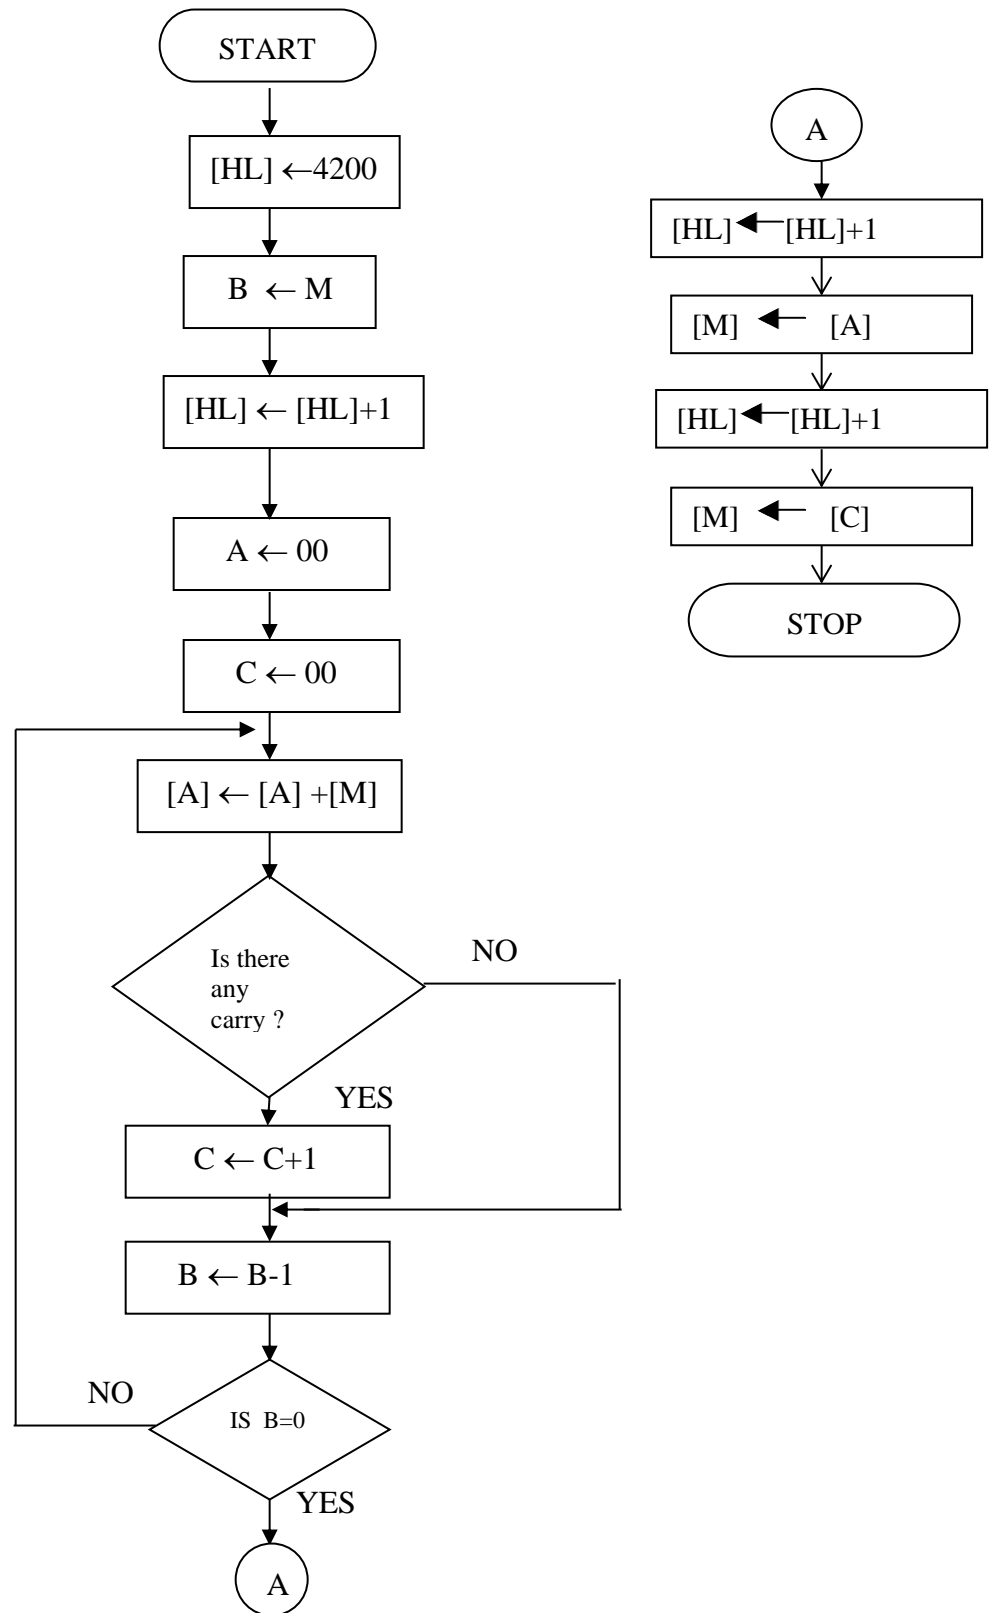 START
[HL] ←4200
B ← M
[HL] ← [HL]+1
A ← 00
C ← 00
[A] ← [A] +[M]
Is there
any
carry ?
NO
YES
C ← C+1
B ← B-1
IS B=0
NO
YES
A
A
[HL] ← [HL]+1
[M] ← [A]
[HL] ← [HL]+1
[M] ← [C]
STOP